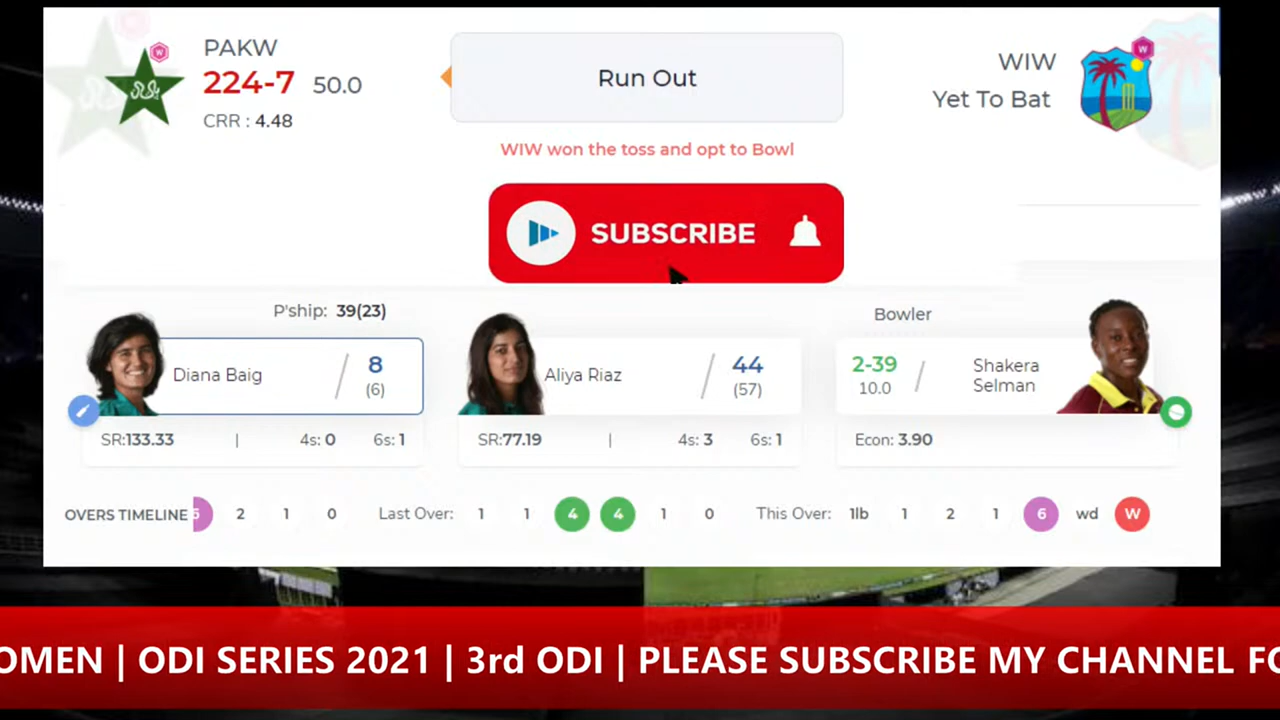 PAKW
224-7 50.0
CRR : 4.48
Run Out
WIW won the toss and opt to Bowl
WIW
Yet To Bat
W
W
SUBSCRIBE
P'ship: 39(23)
Diana Baig / 8 (6)
SR:133.33 | 4s: 0 6s: 1
Aliya Riaz / 44 (57)
SR:77.19 | 4s: 3 6s: 1
Bowler
2-39 10.0 / Shakera Selman
Econ: 3.90
OVERS TIMELINE 2 1 0 Last Over: 1 1 4 4 1 0 This Over: 1lb 1 2 1 6 wd W
OMEN | ODI SERIES 2021 | 3rd ODI | PLEASE SUBSCRIBE MY CHANNEL FO